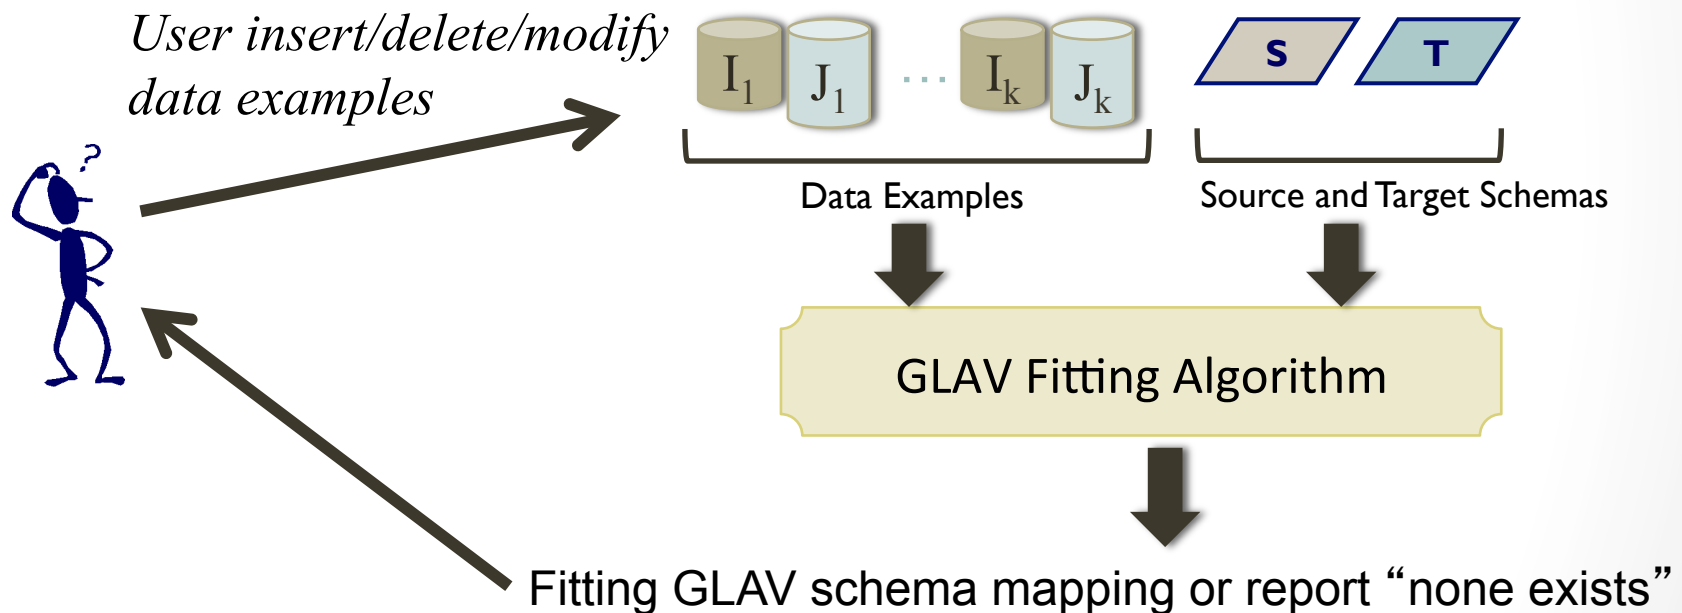 User insert/delete/modify
data examples
I1 J1 ... Ik Jk
S T
?
Data Examples
Source and Target Schemas
GLAV Fitting Algorithm
Fitting GLAV schema mapping or report “none exists”